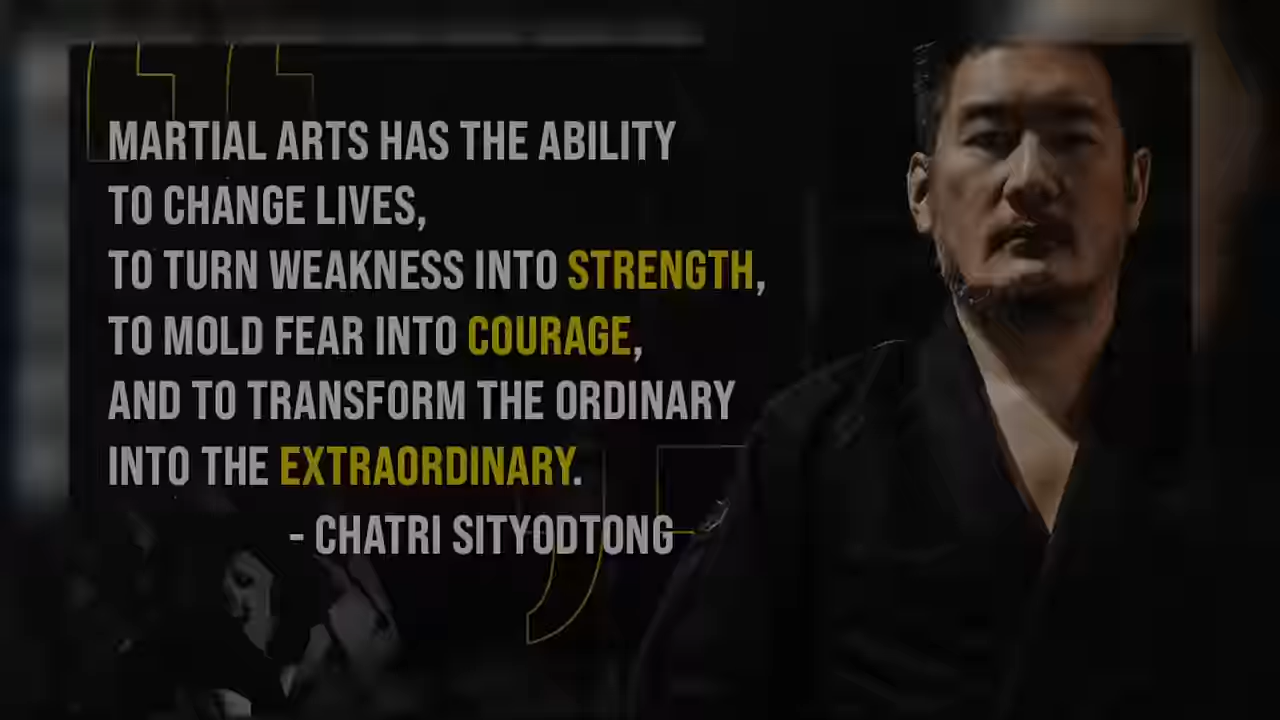 MARTIAL ARTS HAS THE ABILITY
TO CHANGE LIVES,
TO TURN WEAKNESS INTO STRENGTH,
TO MOLD FEAR INTO COURAGE,
AND TO TRANSFORM THE ORDINARY
INTO THE EXTRAORDINARY.
- CHATRI SITYODTONG